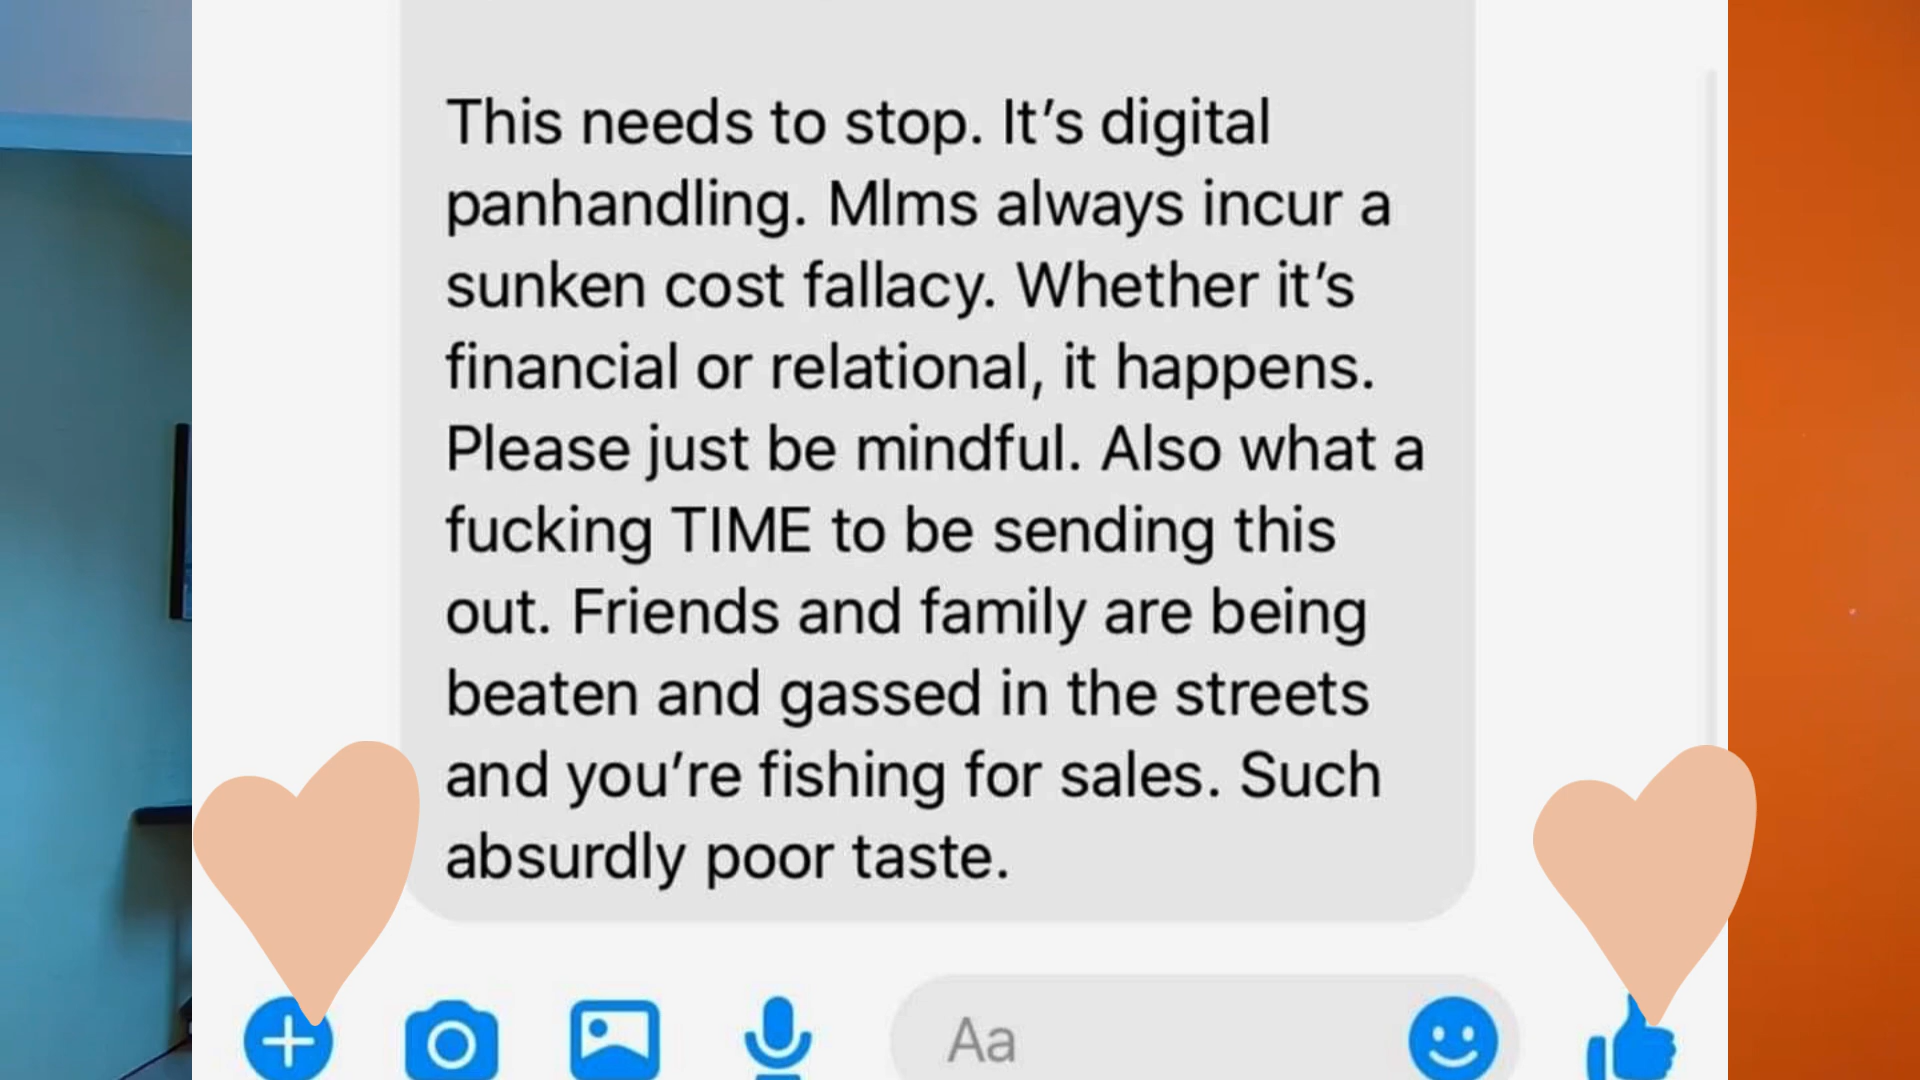 This needs to stop. It’s digital
panhandling. Mlms always incur a
sunken cost fallacy. Whether it’s
financial or relational, it happens.
Please just be mindful. Also what a
fucking TIME to be sending this
out. Friends and family are being
beaten and gassed in the streets
and you’re fishing for sales. Such
absurdly poor taste.
Aa